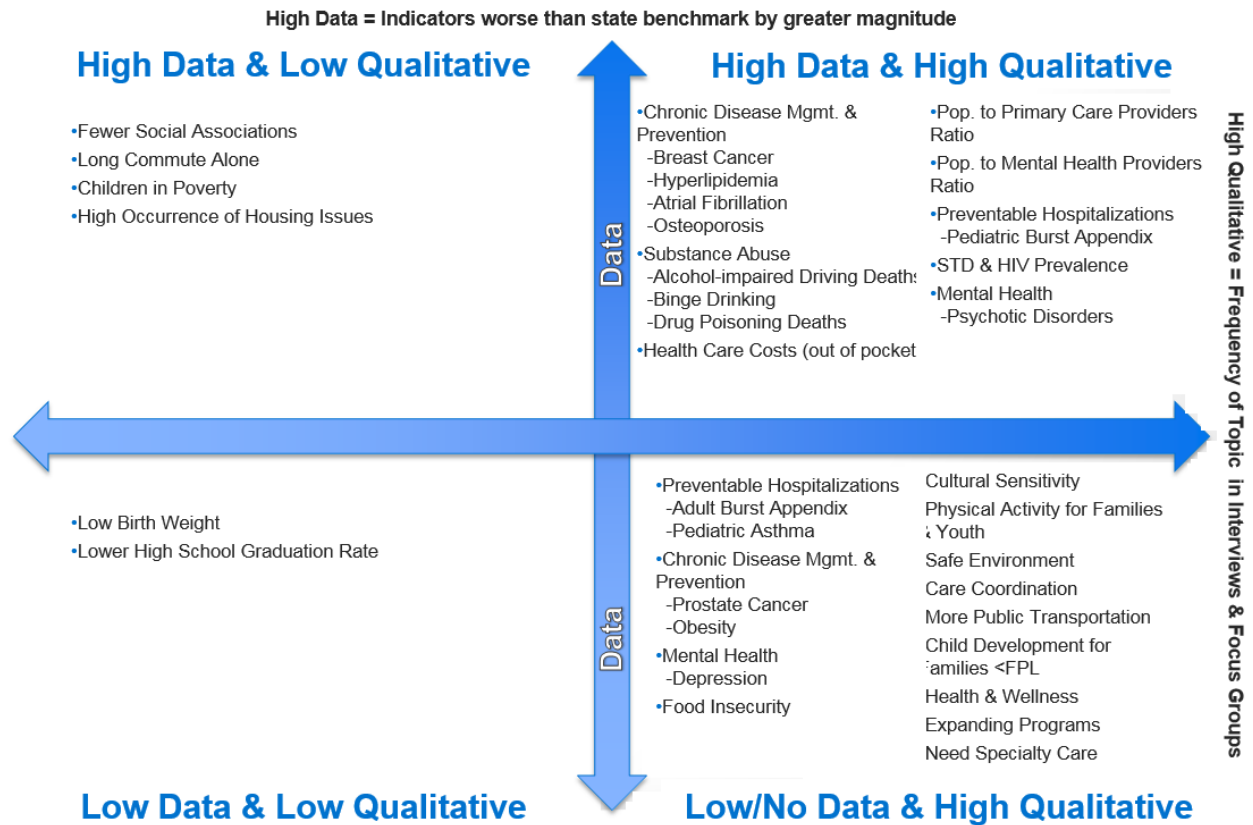 High Data = Indicators worse than state benchmark by greater magnitude
High Data & Low Qualitative
•Fewer Social Associations
•Long Commute Alone
•Children in Poverty
•High Occurrence of Housing Issues
High Data & High Qualitative
•Chronic Disease Mgmt. &
Prevention
-Breast Cancer
-Hyperlipidemia
-Atrial Fibrillation
-Osteoporosis
•Substance Abuse
-Alcohol-impaired Driving Deaths
-Binge Drinking
-Drug Poisoning Deaths
•Health Care Costs (out of pocket
•Pop. to Primary Care Providers
Ratio
•Pop. to Mental Health Providers
Ratio
•Preventable Hospitalizations
-Pediatric Burst Appendix
•STD & HIV Prevalence
•Mental Health
-Psychotic Disorders
Data
High Qualitative = Frequency of Topic in Interviews & Focus Groups
•Low Birth Weight
•Lower High School Graduation Rate
Low Data & Low Qualitative
Data
•Preventable Hospitalizations
-Adult Burst Appendix
-Pediatric Asthma
•Chronic Disease Mgmt. &
Prevention
-Prostate Cancer
-Obesity
•Mental Health
-Depression
•Food Insecurity
Cultural Sensitivity
Physical Activity for Families
& Youth
Safe Environment
Care Coordination
More Public Transportation
Child Development for
Families <FPL
Health & Wellness
Expanding Programs
Need Specialty Care
Low/No Data & High Qualitative